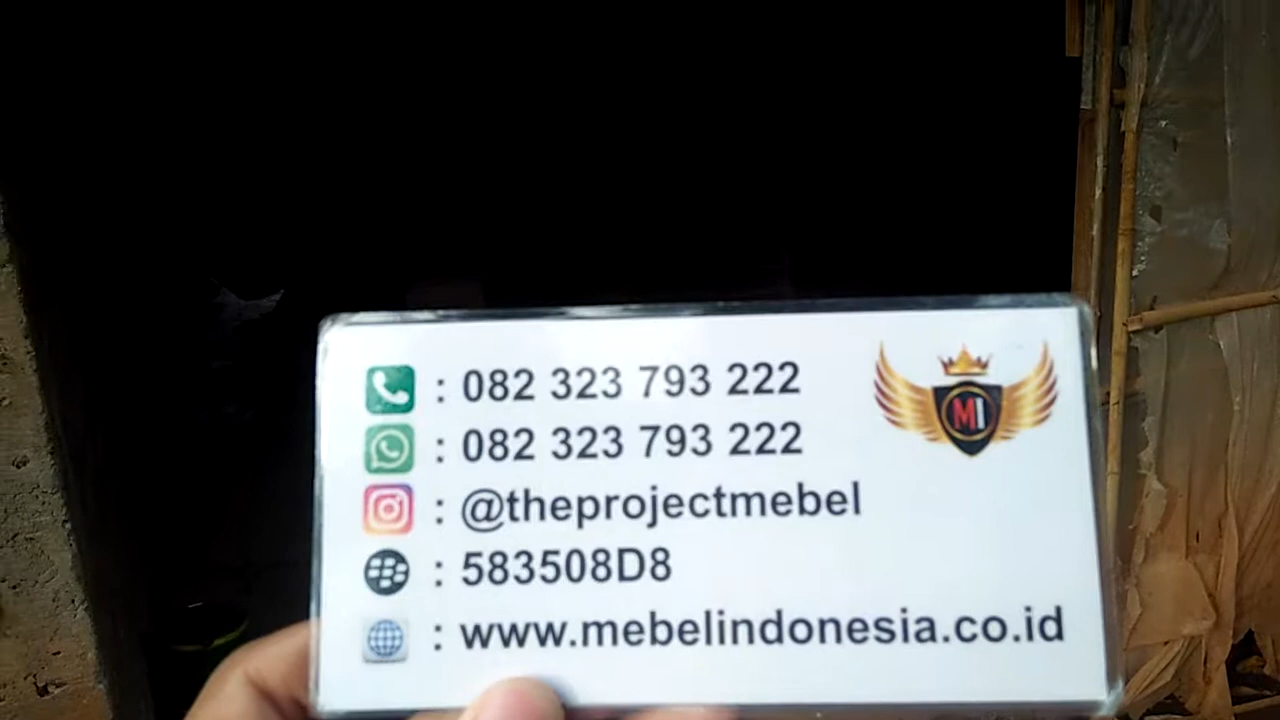 : 082 323 793 222
: 082 323 793 222
: @theprojectmebel
: 583508D8
: www.mebelindonesia.co.id
MI